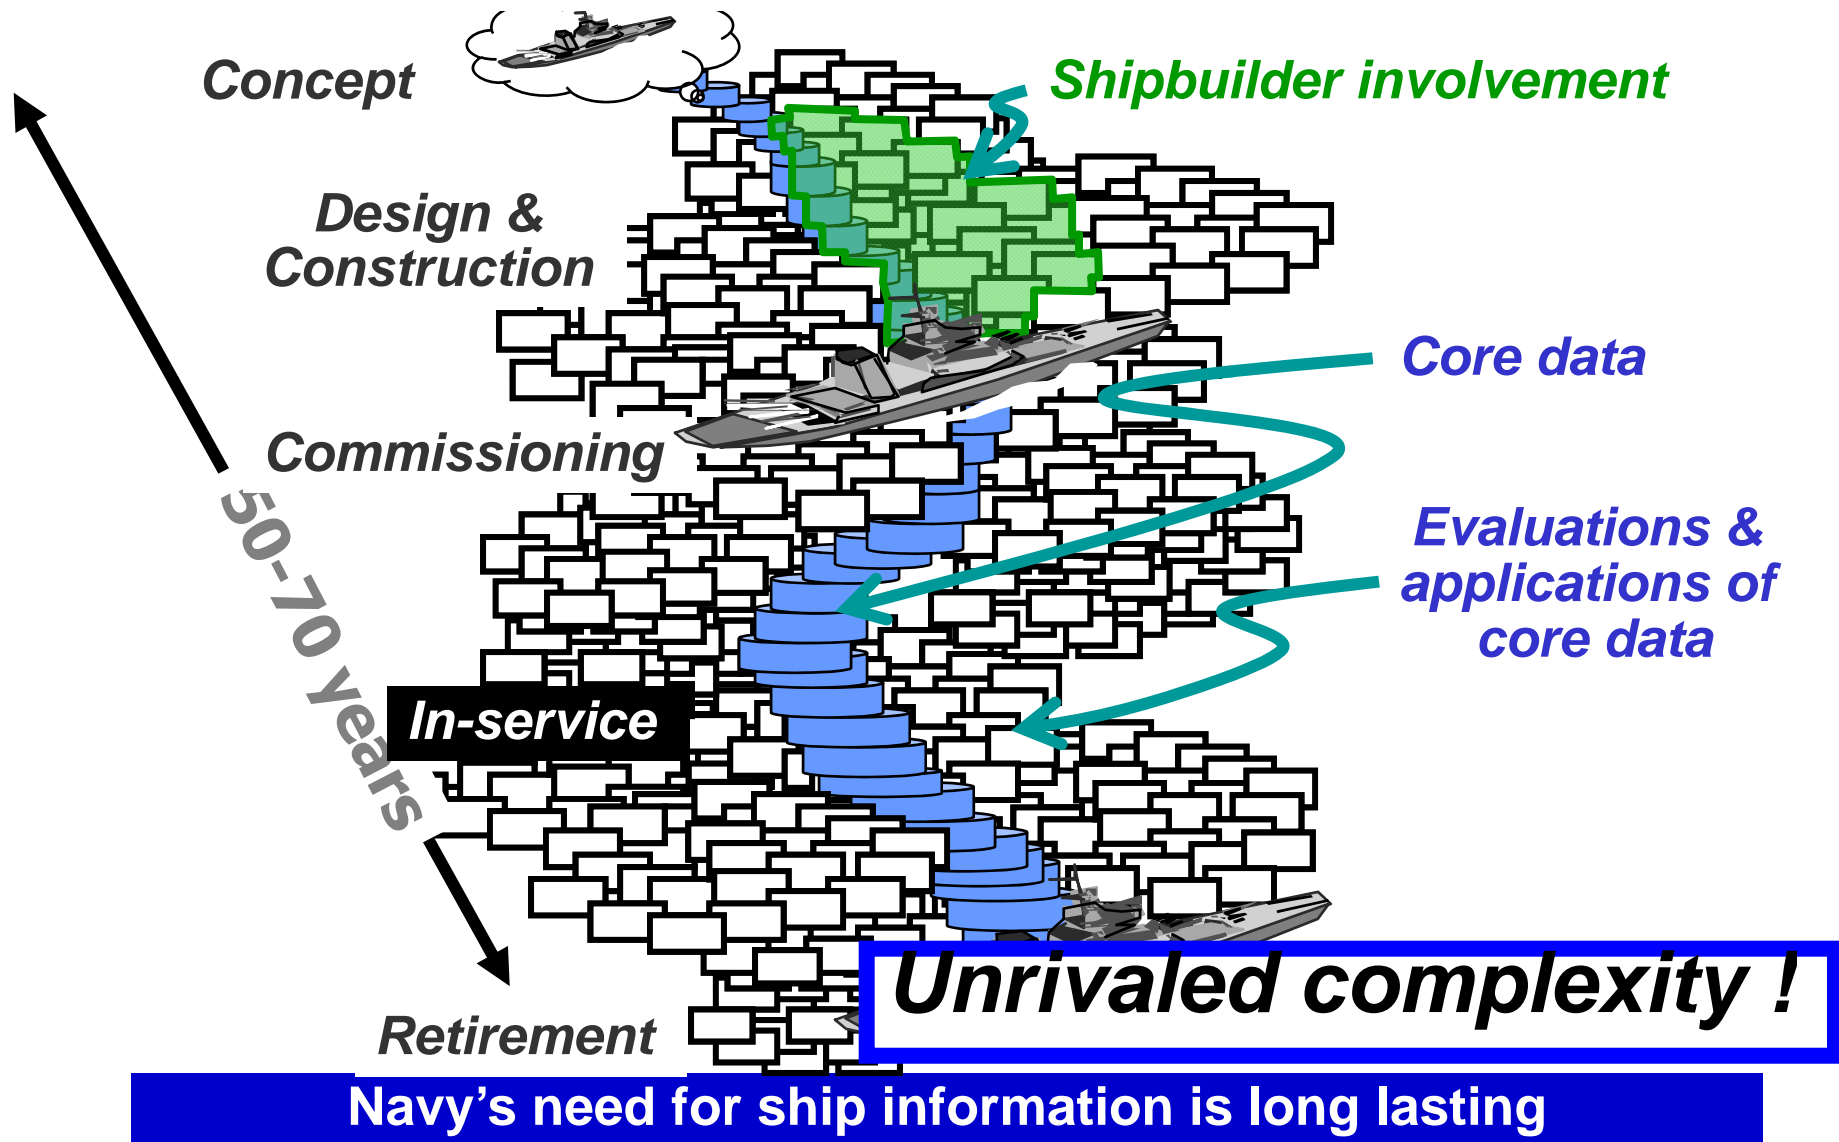 Concept
Shipbuilder involvement
Design &
Construction
Core data
Commissioning
50-70 years
Evaluations &
applications of
core data
In-service
Unrivaled complexity !
Retirement
Navy's need for ship information is long lasting